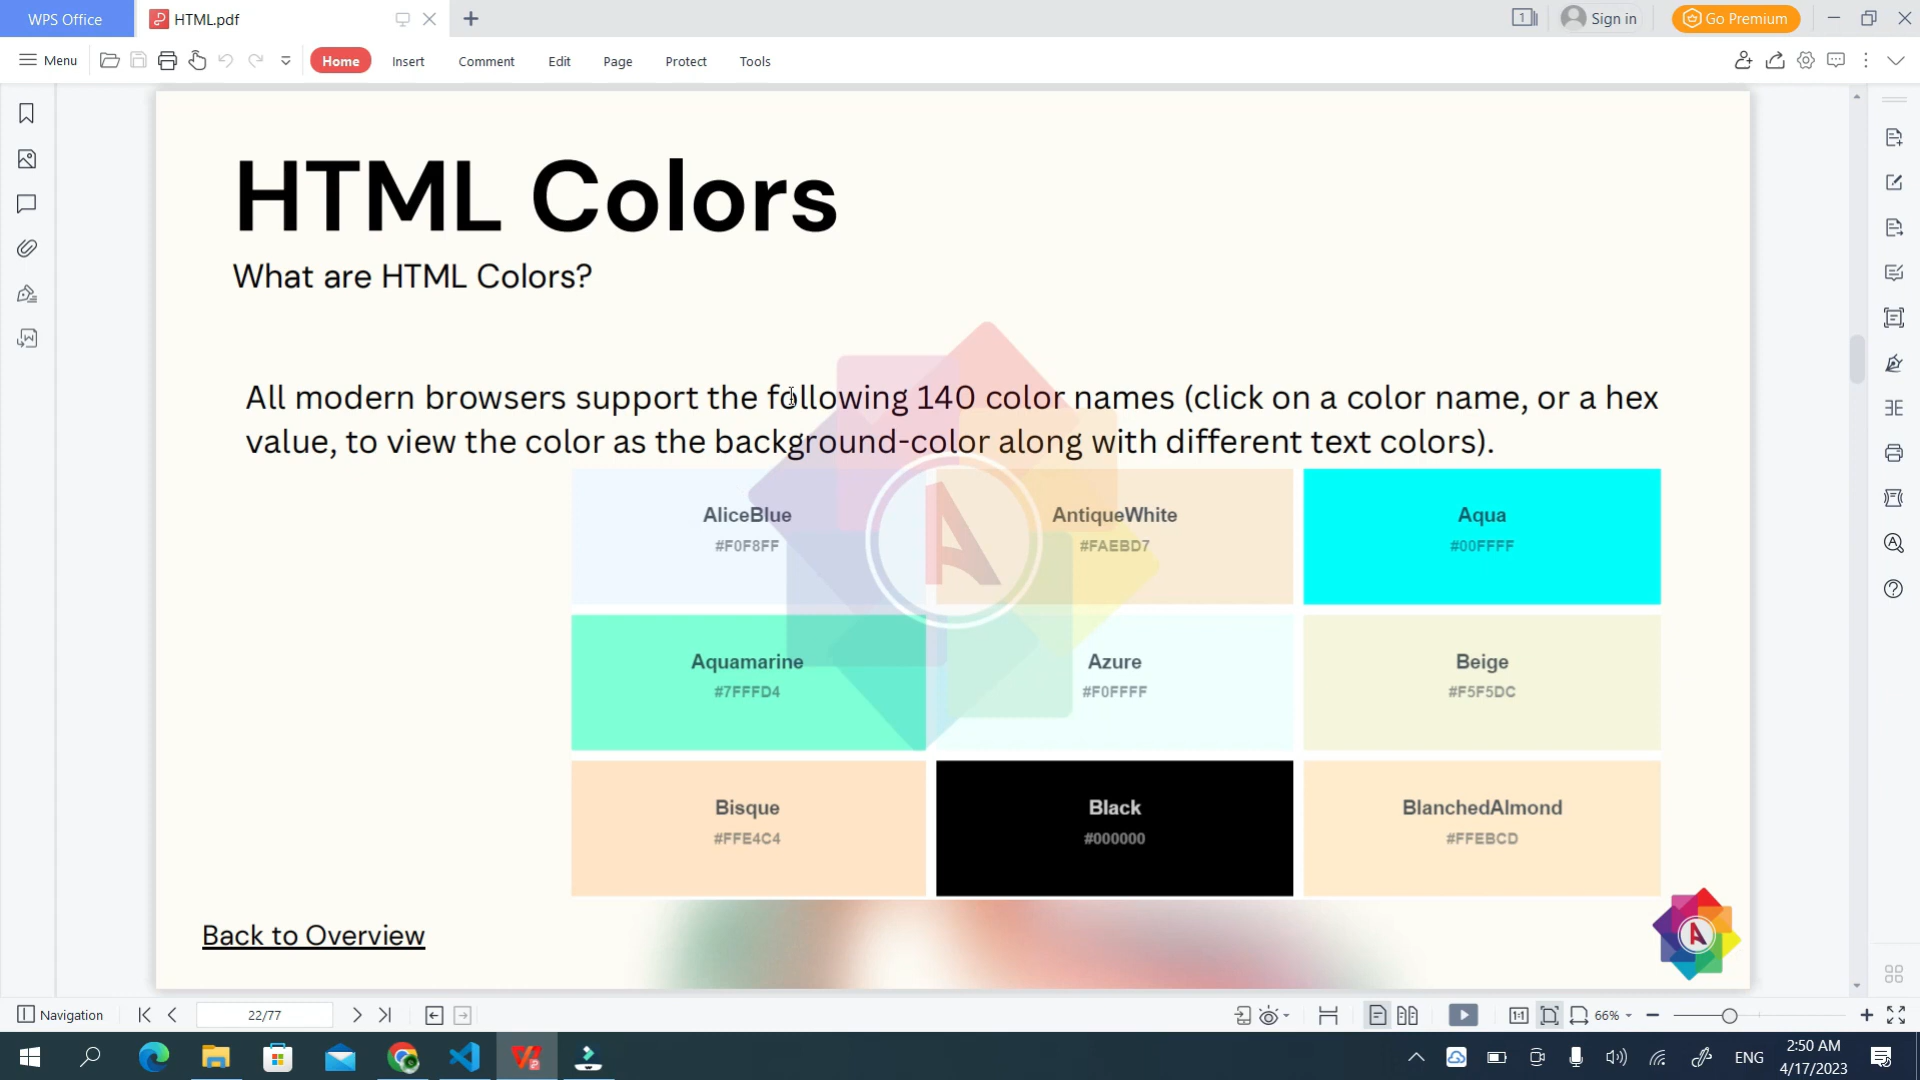 WPS Office
HTML.pdf
1
Sign in
Go Premium
Menu
Home
Insert
Comment
Edit
Page
Protect
Tools
HTML Colors
What are HTML Colors?
All modern browsers support the following 140 color names (click on a color name, or a hex
value, to view the color as the background-color along with different text colors).
AliceBlue
#F0F8FF
AntiqueWhite
#FAEBD7
Aqua
#00FFFF
Aquamarine
#7FFFD4
Azure
#F0FFFF
Beige
#F5F5DC
Bisque
#FFE4C4
Black
#000000
BlanchedAlmond
#FFEBCD
Back to Overview
A
A
Navigation
22/77
1:1
66%
ENG
2:50 AM
4/17/2023